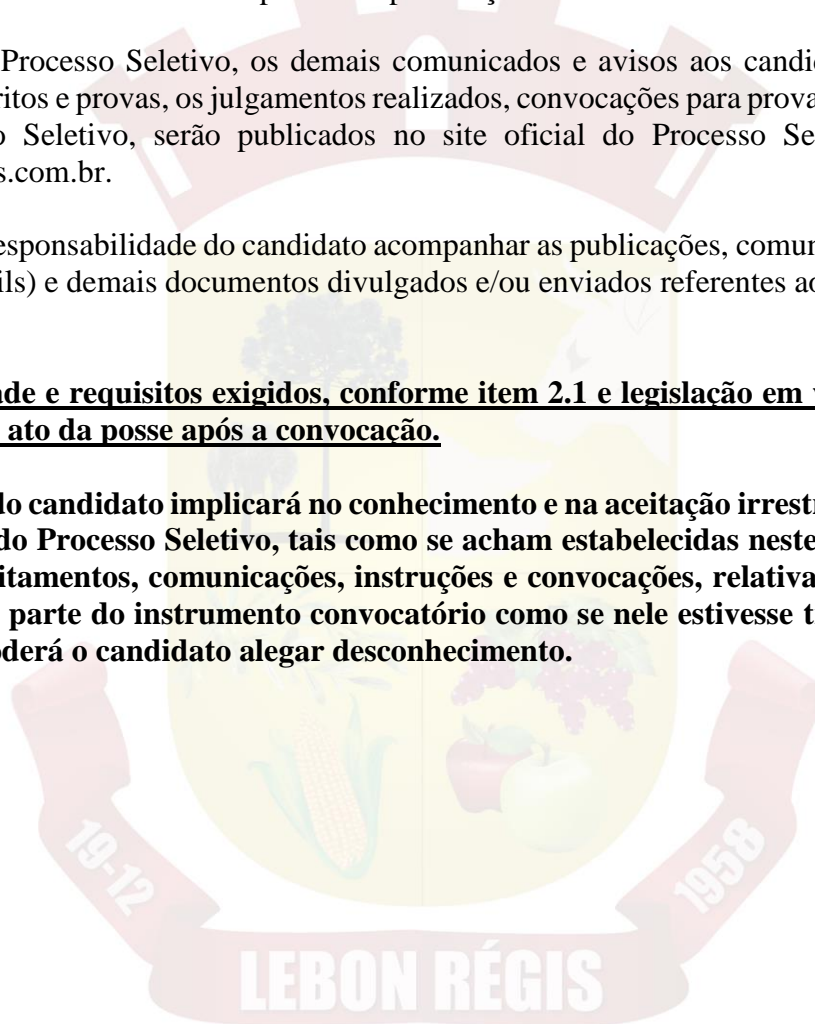 Processo Seletivo, os demais comunicados e avisos aos candid
ritos e provas, os julgamentos realizados, convocações para prova
o Seletivo, serão publicados no site oficial do Processo Se
s.com.br.
esponsabilidade do candidato acompanhar as publicações, comun
ils) e demais documentos divulgados e/ou enviados referentes ao
ade e requisitos exigidos, conforme item 2.1 e legislação em v
ato da posse após a convocação.
do candidato implicará no conhecimento e na aceitação irrestr
do Processo Seletivo, tais como se acham estabelecidas neste
itamentos, comunicações, instruções e convocações, relativa
parte do instrumento convocatório como se nele estivesse t
oderá o candidato alegar desconhecimento.
19-12
1958
LEBON RÉGIS